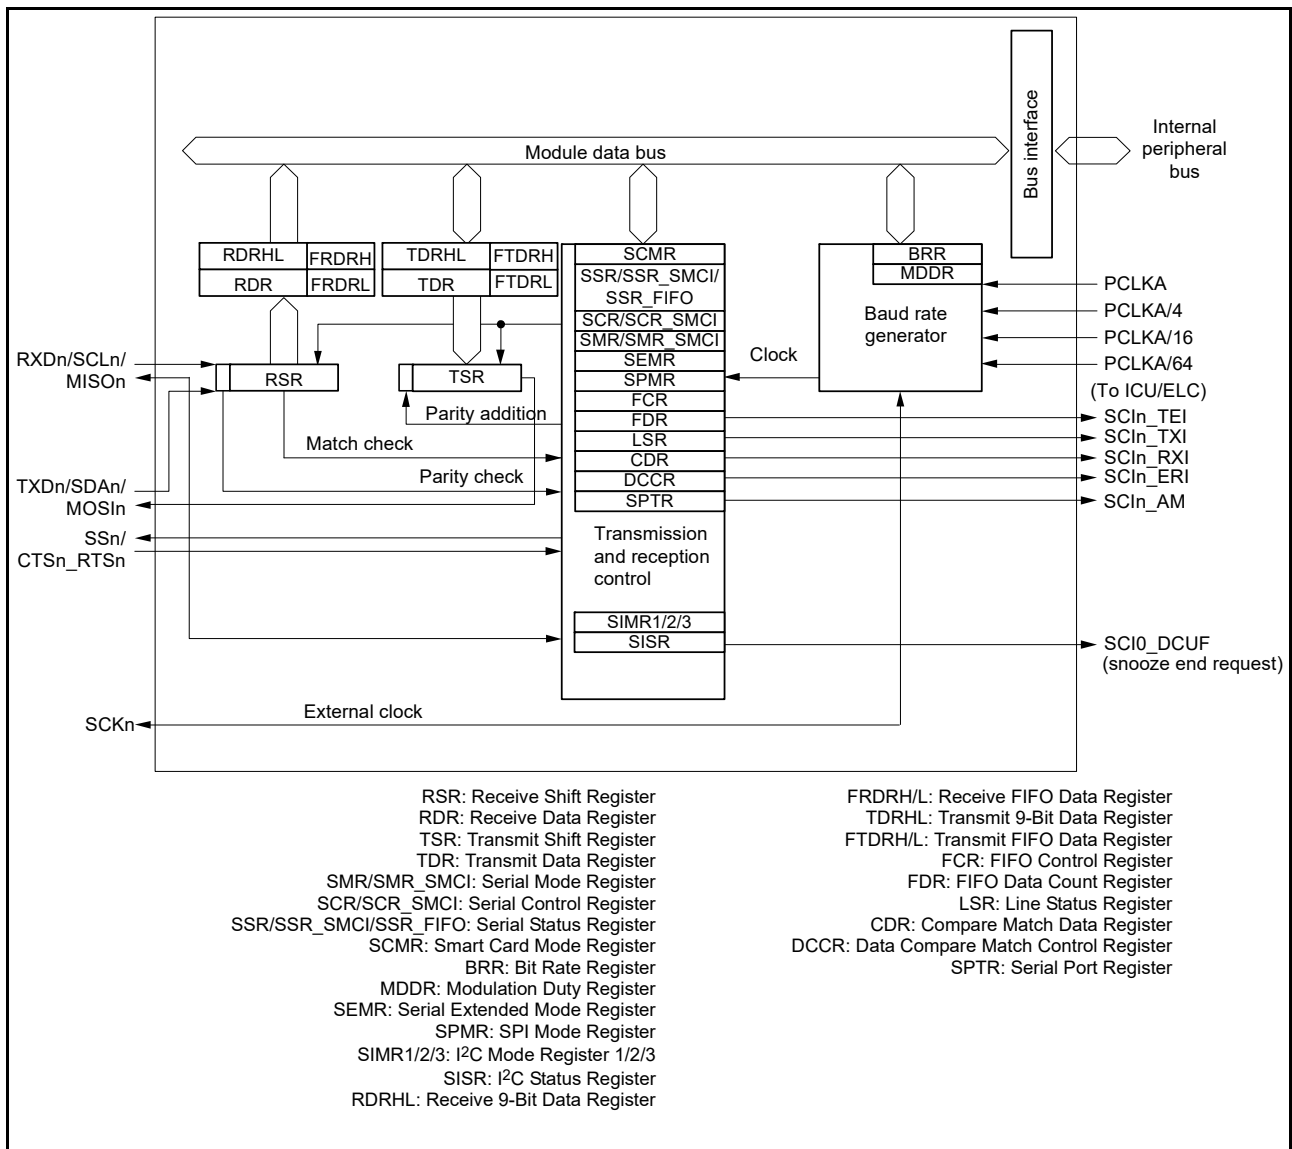 Bus interface
Internal
peripheral
bus
Module data bus
RDRHL
FRDRH
RDR
FRDRL
TDRHL
FTDRH
TDR
FTDRL
SCMR
SSR/SSR_SMCI/
SSR_FIFO
SCR/SCR_SMCI
SMR/SMR_SMCI
SEMR
SPMR
FCR
FDR
LSR
CDR
DCCR
SPTR
Transmission
and reception
control
SIMR1/2/3
SISR
BRR
MDDR
Baud rate
generator
Clock
PCLKA
PCLKA/4
PCLKA/16
PCLKA/64
(To ICU/ELC)
SCIn_TEI
SCIn_TXI
SCIn_RXI
SCIn_ERI
SCIn_AM
SCI0_DCUF
(snooze end request)
RXDn/SCLn/
MISOn
RSR
TSR
Parity addition
Match check
Parity check
TXDn/SDAn/
MOSIn
SSn/
CTSn_RTSn
External clock
SCKn
RSR: Receive Shift Register
RDR: Receive Data Register
TSR: Transmit Shift Register
TDR: Transmit Data Register
SMR/SMR_SMCI: Serial Mode Register
SCR/SCR_SMCI: Serial Control Register
SSR/SSR_SMCI/SSR_FIFO: Serial Status Register
SCMR: Smart Card Mode Register
BRR: Bit Rate Register
MDDR: Modulation Duty Register
SEMR: Serial Extended Mode Register
SPMR: SPI Mode Register
SIMR1/2/3: I²C Mode Register 1/2/3
SISR: I²C Status Register
RDRHL: Receive 9-Bit Data Register
FRDRH/L: Receive FIFO Data Register
TDRHL: Transmit 9-Bit Data Register
FTDRH/L: Transmit FIFO Data Register
FCR: FIFO Control Register
FDR: FIFO Data Count Register
LSR: Line Status Register
CDR: Compare Match Data Register
DCCR: Data Compare Match Control Register
SPTR: Serial Port Register